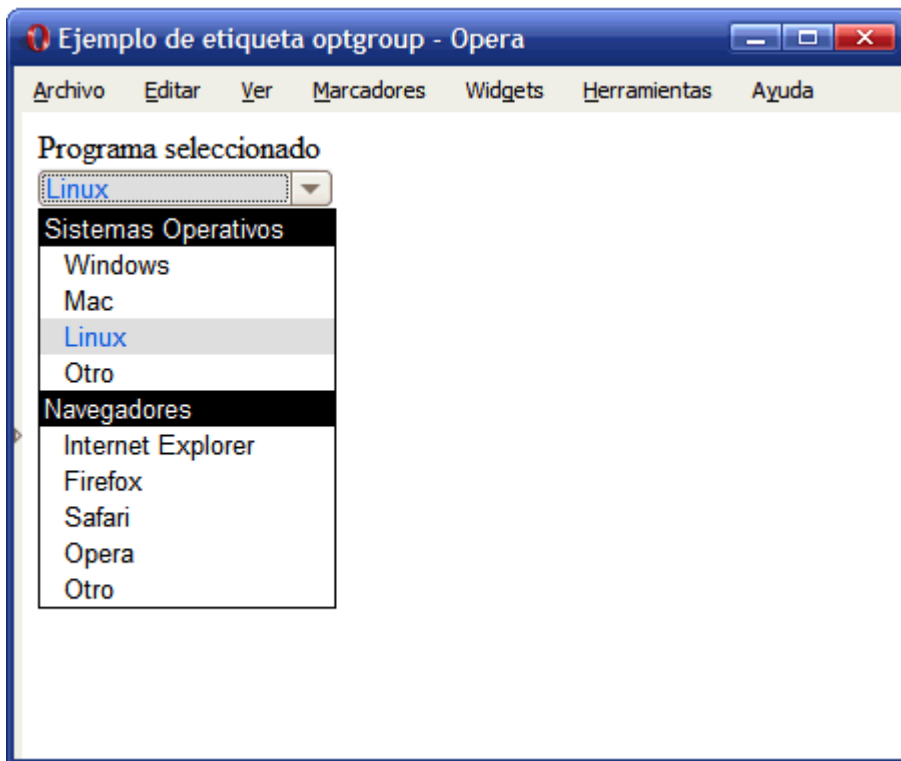 Ejemplo de etiqueta optgroup - Opera
Archivo Editar Ver Marcadores Widgets Herramientas Ayuda
Programa seleccionado
Linux
Sistemas Operativos
Windows
Mac
Linux
Otro
Navegadores
Internet Explorer
Firefox
Safari
Opera
Otro